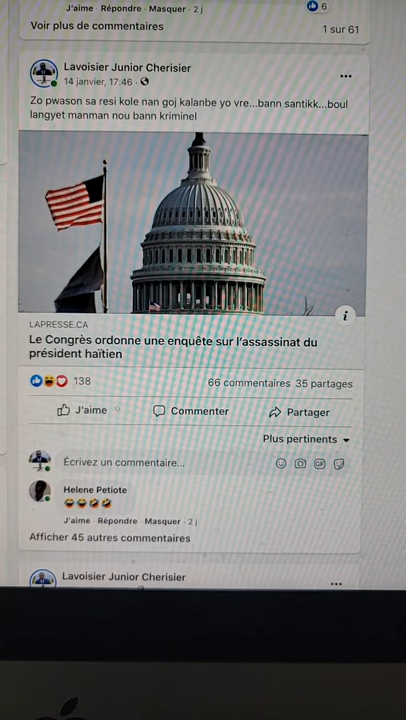 J'aime · Répondre · Masquer · 2 j
6
Voir plus de commentaires
1 sur 61
Lavoisier Junior Cherisier
14 janvier, 17:46 ·
Zo pwason sa resi kole nan goj kalanbe yo vre...bann santikk...boul
langyet manman nou bann kriminel
LAPRESSE.CA
Le Congrès ordonne une enquête sur l'assassinat du
président haïtien
138
66 commentaires 35 partages
J'aime
Commenter
Partager
Plus pertinents
Écrivez un commentaire...
GIF
Helene Petiote
J'aime · Répondre · Masquer · 2 j
Afficher 45 autres commentaires
Lavoisier Junior Cherisier